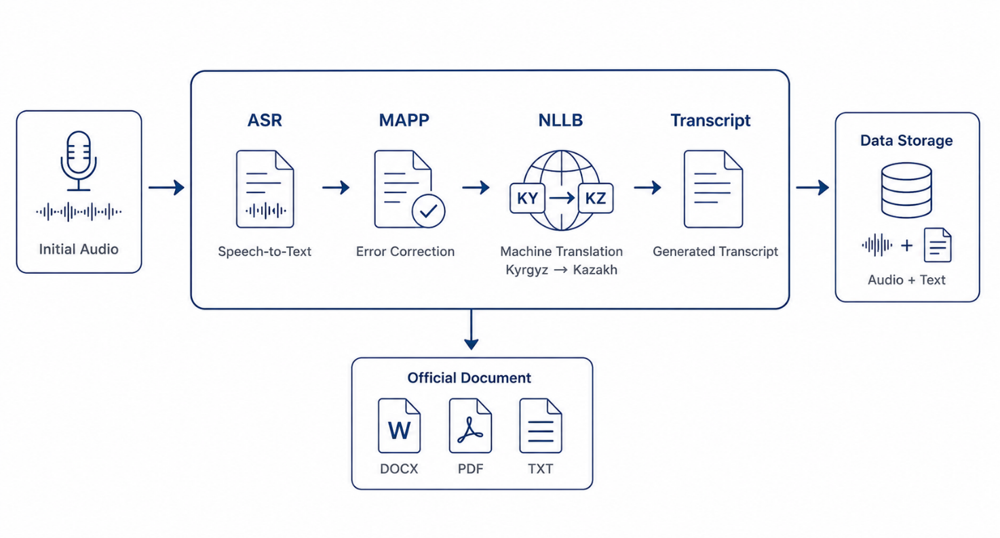 Initial Audio
ASR
Speech-to-Text
MAPP
Error Correction
NLLB
KY → KZ
Machine Translation
Kyrgyz → Kazakh
Transcript
Generated Transcript
Data Storage
+
Audio + Text
Official Document
W
DOCX
PDF
TXT